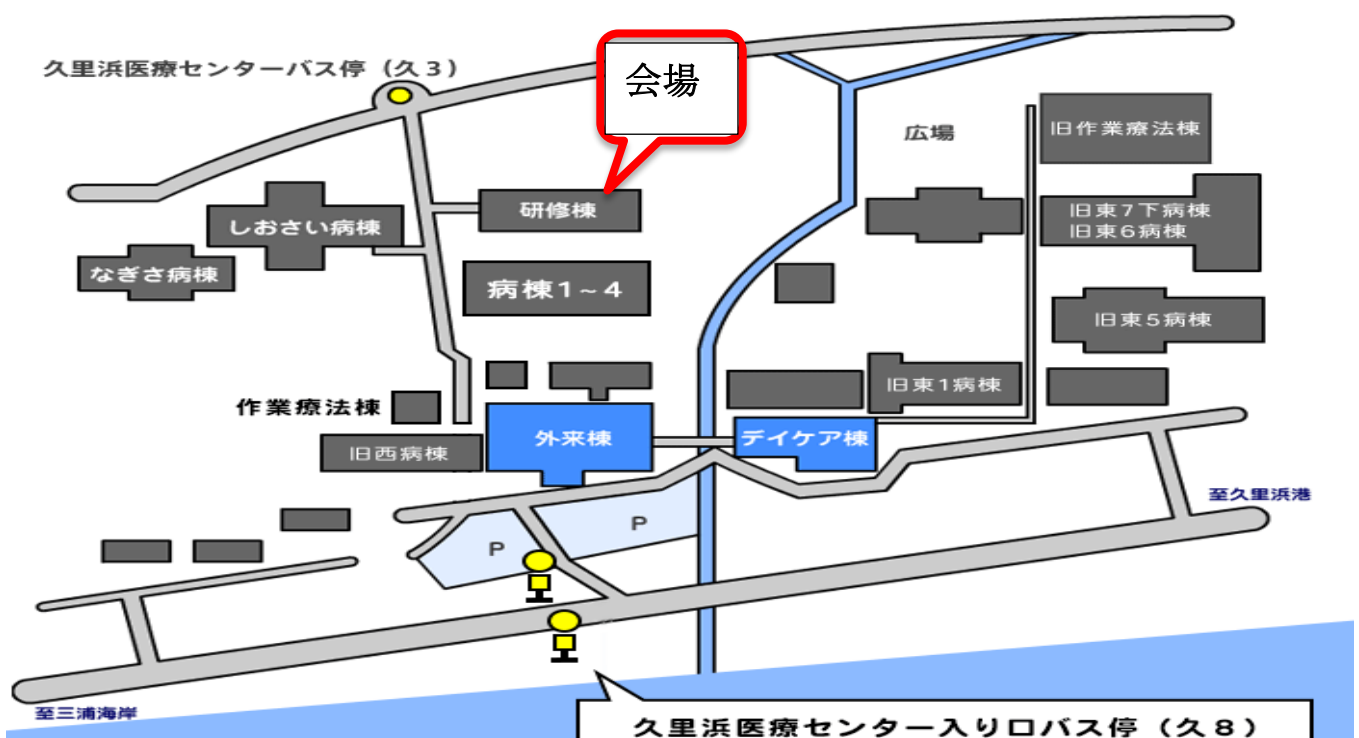 久里浜医療センターバス停（久３）
会場
広場
旧作業療法棟
研修棟
しおさい病棟
旧東７下病棟
旧東６病棟
なぎさ病棟
病棟1~4
旧東５病棟
旧東１病棟
作業療法棟
外来棟
デイケア棟
旧西病棟
至久里浜港
P
P
至三浦海岸
久里浜医療センター入り口バス停（久８）